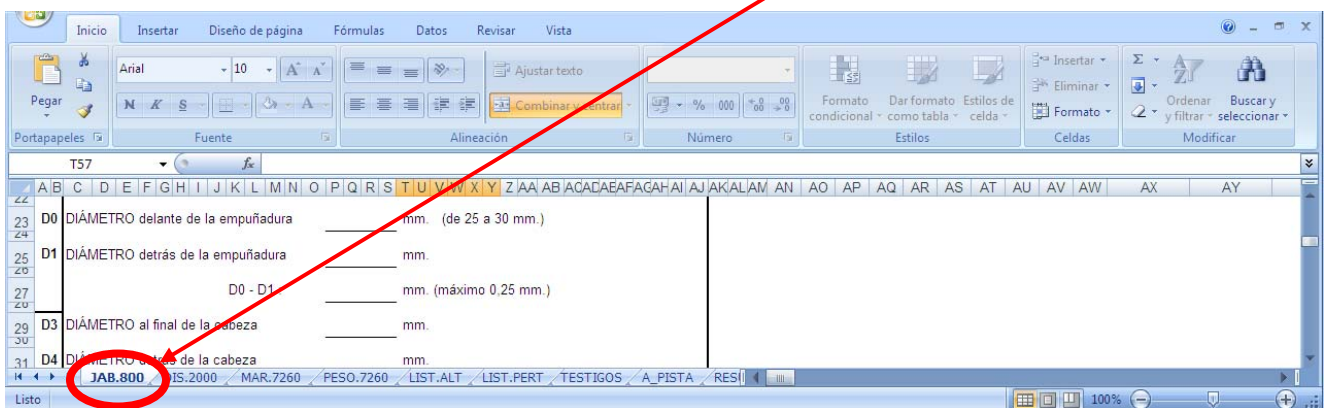 Inicio Insertar Diseño de página Fórmulas Datos Revisar Vista
Pegar
Arial 10 A A
N K S A
Ajustar texto
Combinar y centrar
% 000
Formato condicional
Dar formato como tabla
Estilos de celda
Insertar
Eliminar
Formato
Σ
Ordenar y filtrar
Buscar y seleccionar
Portapapeles Fuente Alineación Número Estilos Celdas Modificar
T57 fx
A B C D E F G H I J K L M N O P Q R S T U V W X Y Z AA AB AC AD AE AF AG AH AI AJ AK AL AM AN AO AP AQ AR AS AT AU AV AW AX AY
22
23 D0 DIÁMETRO delante de la empuñadura mm. (de 25 a 30 mm.)
24
25 D1 DIÁMETRO detrás de la empuñadura mm.
26
27 D0 - D1 mm. (máximo 0,25 mm.)
28
29 D3 DIÁMETRO al final de la cabeza mm.
30
31 D4 DIÁMETRO detrás de la cabeza mm.
JAB.800 DIS.2000 MAR.7260 PESO.7260 LIST.ALT LIST.PERT TESTIGOS A_PISTA
Listo 100%